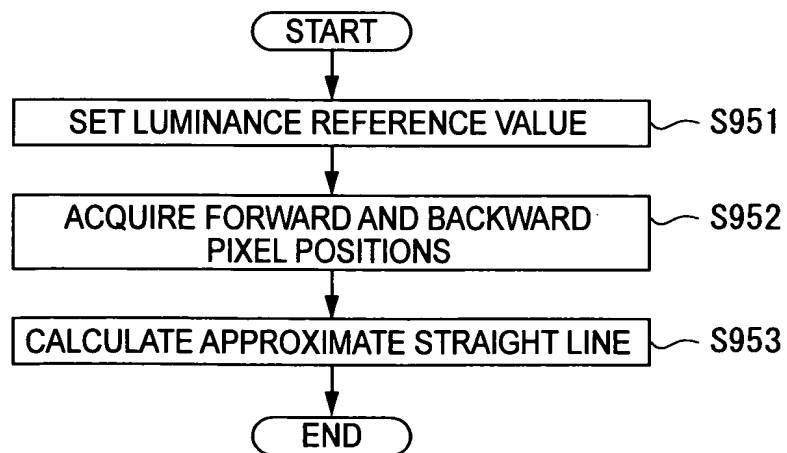 START
SET LUMINANCE REFERENCE VALUE
S951
ACQUIRE FORWARD AND BACKWARD
PIXEL POSITIONS
S952
CALCULATE APPROXIMATE STRAIGHT LINE
S953
END